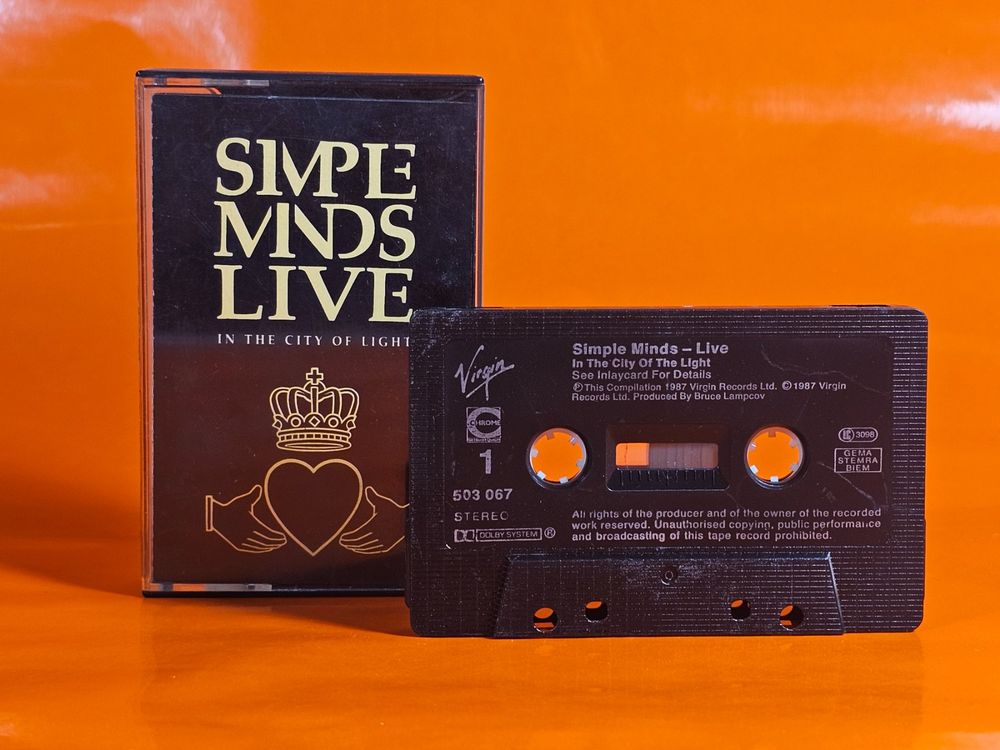 SIMPLE
MINDS
LIVE
IN THE CITY OF LIGHT
Virgin
Simple Minds – Live
In The City Of The Light
See Inlaycard For Details
Ⓟ This Compilation 1987 Virgin Records Ltd. © 1987 Virgin
Records Ltd. Produced By Bruce Lampcov
CHROME
1
503 067
STEREO
DOLBY SYSTEM ®
LC 3098
GEMA
STEMRA
BIEM
All rights of the producer and of the owner of the recorded
work reserved. Unauthorised copying, public performance
and broadcasting of this tape record prohibited.